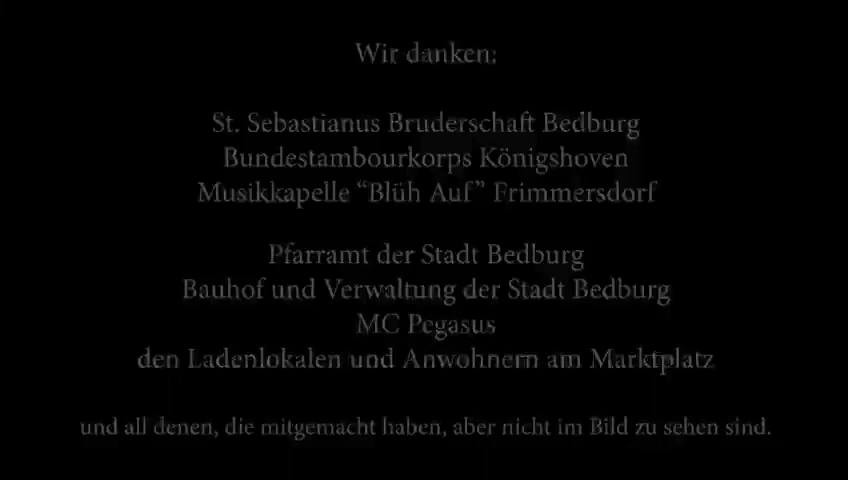 Wir danken:
St. Sebastianus Bruderschaft Bedburg
Bundestambourkorps Königshoven
Musikkapelle “Blüh Auf” Frimmersdorf
Pfarramt der Stadt Bedburg
Bauhof und Verwaltung der Stadt Bedburg
MC Pegasus
den Ladenlokalen und Anwohnern am Marktplatz
und all denen, die mitgemacht haben, aber nicht im Bild zu sehen sind.